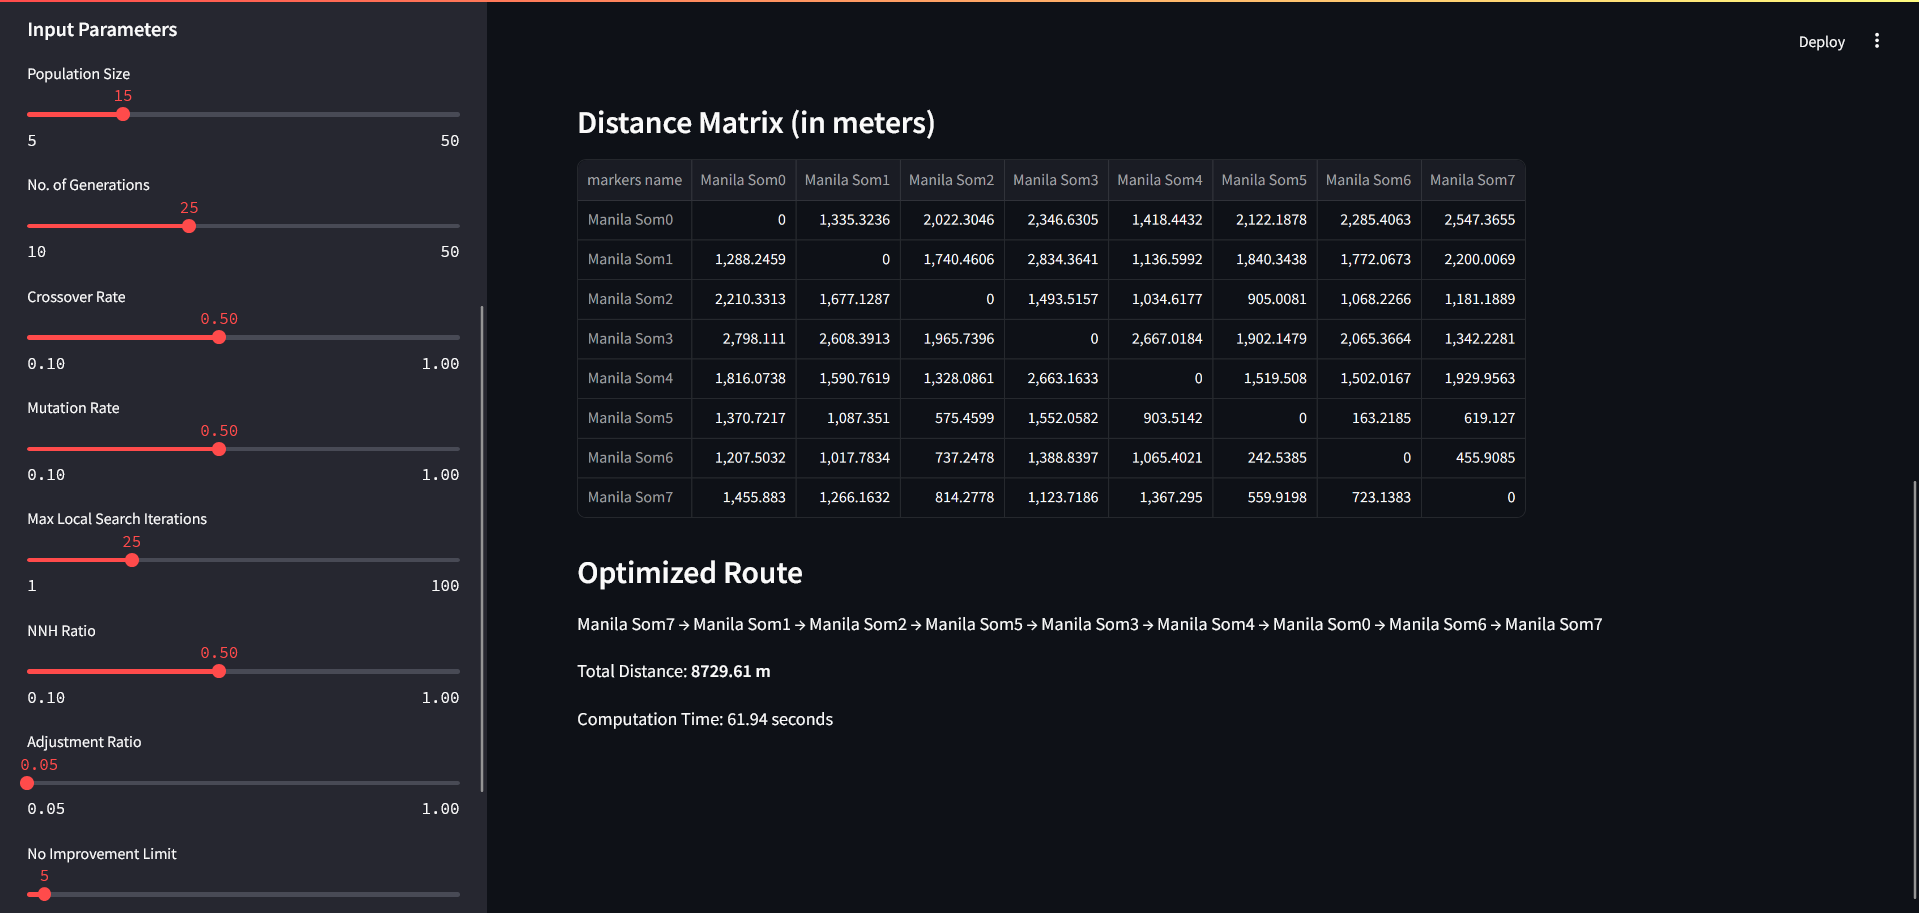 Input Parameters
Population Size
15
5 50
No. of Generations
25
10 50
Crossover Rate
0.50
0.10 1.00
Mutation Rate
0.50
0.10 1.00
Max Local Search Iterations
25
1 100
NNH Ratio
0.50
0.10 1.00
Adjustment Ratio
0.05
0.05 1.00
No Improvement Limit
5
Deploy
Distance Matrix (in meters)
markers name Manila Som0 Manila Som1 Manila Som2 Manila Som3 Manila Som4 Manila Som5 Manila Som6 Manila Som7
Manila Som0 0 1,335.3236 2,022.3046 2,346.6305 1,418.4432 2,122.1878 2,285.4063 2,547.3655
Manila Som1 1,288.2459 0 1,740.4606 2,834.3641 1,136.5992 1,840.3438 1,772.0673 2,200.0069
Manila Som2 2,210.3313 1,677.1287 0 1,493.5157 1,034.6177 905.0081 1,068.2266 1,181.1889
Manila Som3 2,798.111 2,608.3913 1,965.7396 0 2,667.0184 1,902.1479 2,065.3664 1,342.2281
Manila Som4 1,816.0738 1,590.7619 1,328.0861 2,663.1633 0 1,519.508 1,502.0167 1,929.9563
Manila Som5 1,370.7217 1,087.351 575.4599 1,552.0582 903.5142 0 163.2185 619.127
Manila Som6 1,207.5032 1,017.7834 737.2478 1,388.8397 1,065.4021 242.5385 0 455.9085
Manila Som7 1,455.883 1,266.1632 814.2778 1,123.7186 1,367.295 559.9198 723.1383 0
Optimized Route
Manila Som7 → Manila Som1 → Manila Som2 → Manila Som5 → Manila Som3 → Manila Som4 → Manila Som0 → Manila Som6 → Manila Som7
Total Distance: 8729.61 m
Computation Time: 61.94 seconds